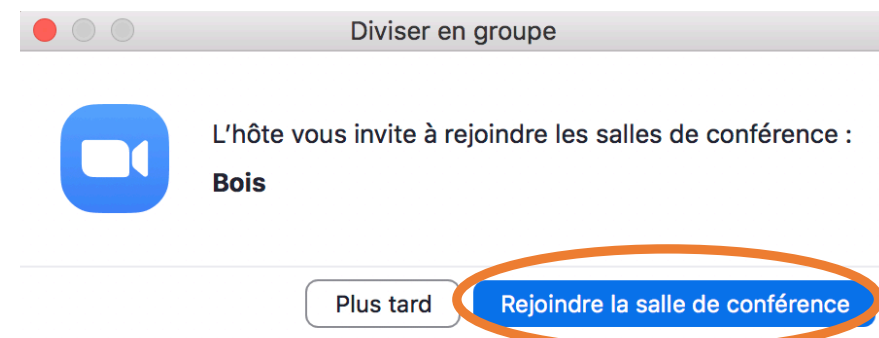 Diviser en groupe
L'hôte vous invite à rejoindre les salles de conférence :
Bois
Plus tard
Rejoindre la salle de conférence